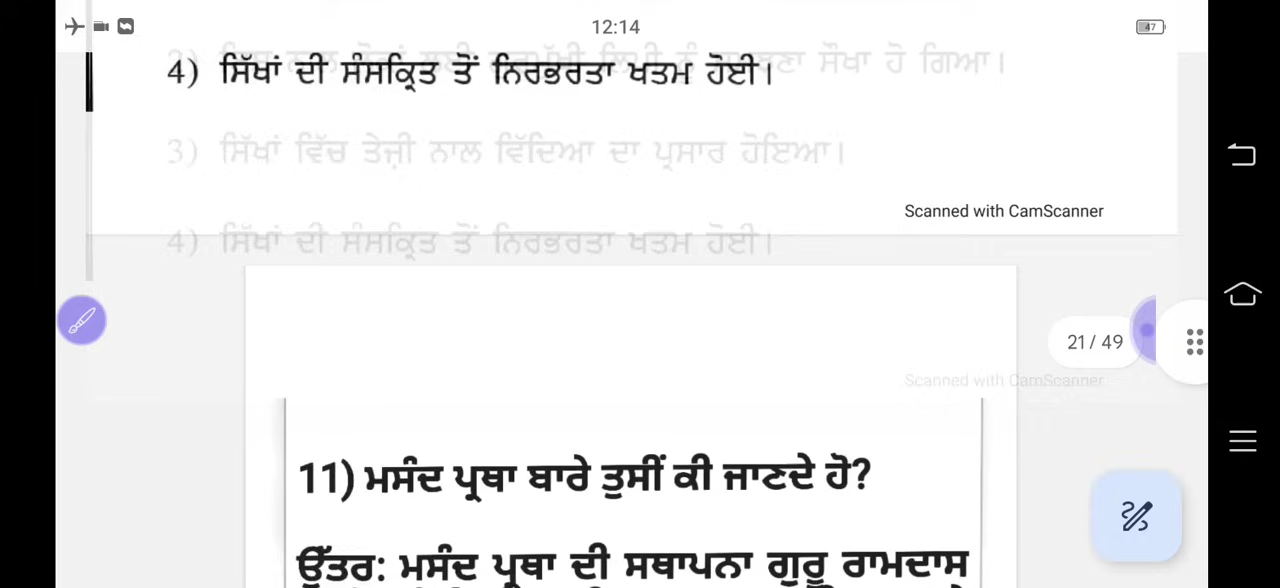 12:14
47
4) ਸਿੱਖਾਂ ਦੀ ਸੰਸਕ੍ਰਿਤ ਤੋਂ ਨਿਰਭਰਤਾ ਖਤਮ ਹੋਈ।
ਸੌਖਾ ਹੋ ਗਿਆ।
3) ਸਿੱਖਾਂ ਵਿੱਚ ਤੇਜ਼ੀ ਨਾਲ ਵਿੱਦਿਆ ਦਾ ਪ੍ਰਸਾਰ ਹੋਇਆ।
Scanned with CamScanner
4) ਸਿੱਖਾਂ ਦੀ ਸੰਸਕ੍ਰਿਤ ਤੋਂ ਨਿਰਭਰਤਾ ਖਤਮ ਹੋਈ।
21 / 49
Scanned with CamScanner
11) ਮਸੰਦ ਪ੍ਰਥਾ ਬਾਰੇ ਤੁਸੀਂ ਕੀ ਜਾਣਦੇ ਹੋ?
ਉੱਤਰ: ਮਸੰਦ ਪ੍ਰਥਾ ਦੀ ਸਥਾਪਨਾ ਗੁਰੂ ਰਾਮਦਾਸ